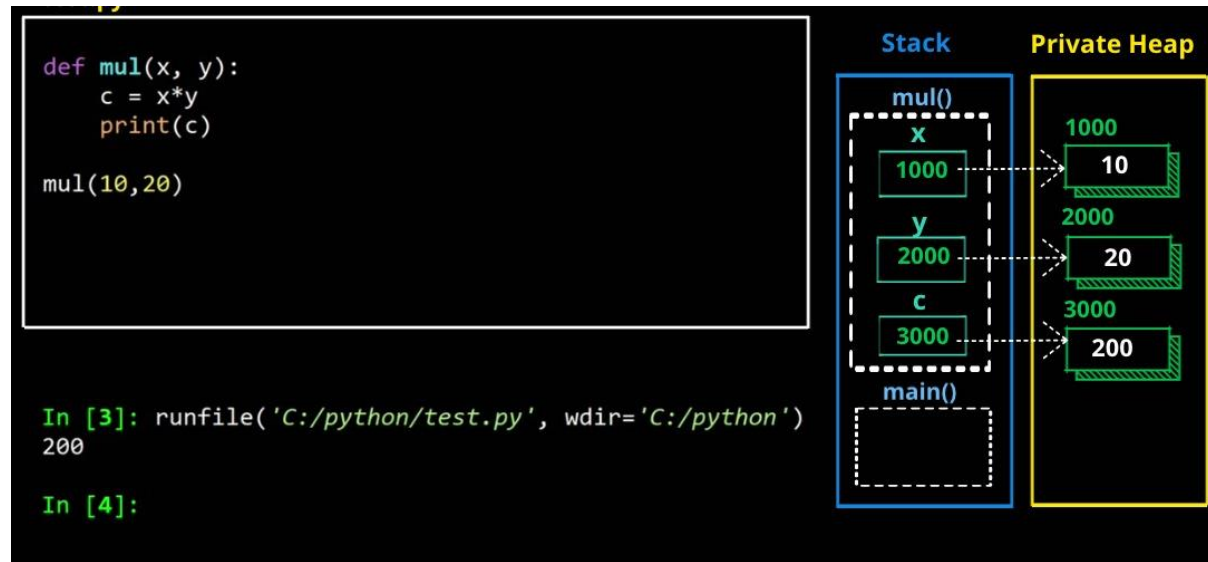 def mul(x, y):
    c = x*y
    print(c)
mul(10,20)
In [3]: runfile('C:/python/test.py', wdir='C:/python')
200
In [4]:
Stack
mul()
x
1000
y
2000
c
3000
main()
Private Heap
1000
10
2000
20
3000
200